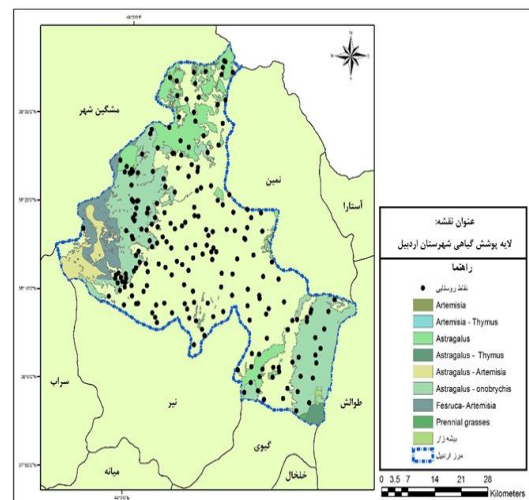 مشگین شهر
نمین
آستارا
سراب
نیر
طوالش
گیوی
میانه
خلخال
عنوان نقشه:
لایه پوشش گیاهی شهرستان اردبیل
راهنما
نقاط روستایی
Artemisia
Artemisia - Thymus
Astragalus
Astragalus - Thymus
Astragalus - Artemisia
Astragalus - onobrychis
Fesruca- Artemisia
Prennial grasses
بیشه زار
مرز اردبیل
0 3.5 7 14 21 28
Kilometers